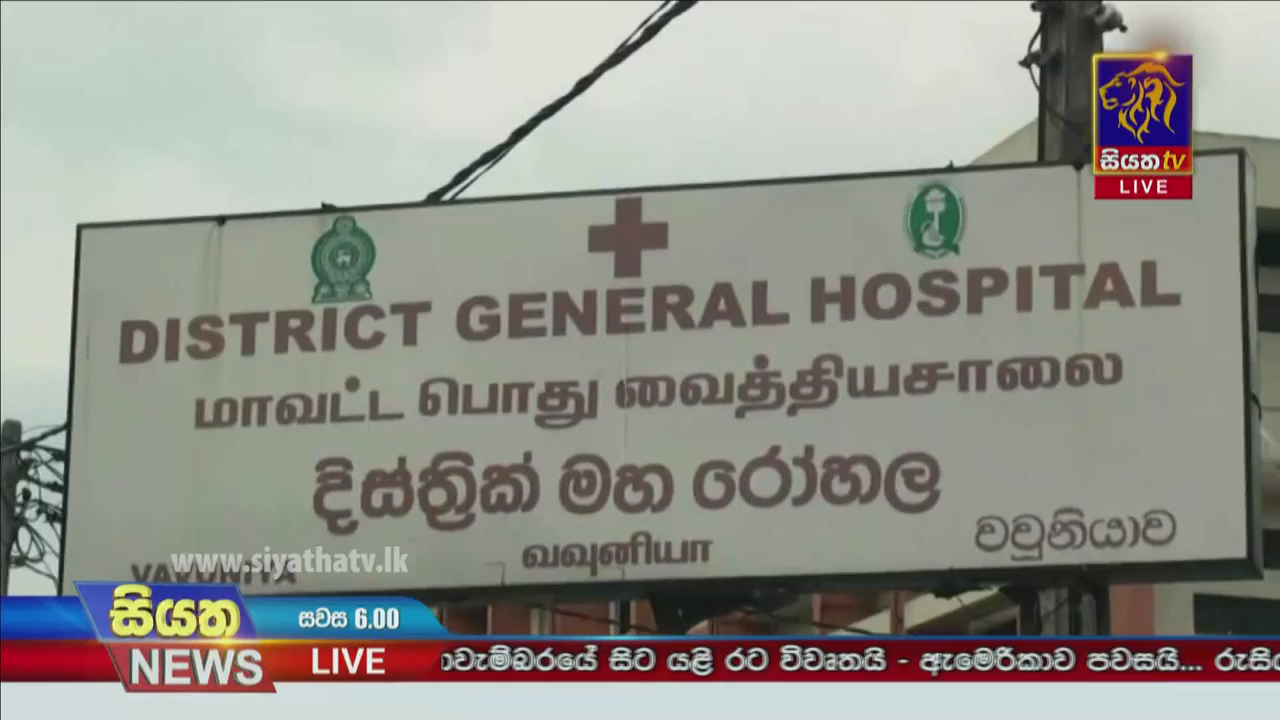 සියත tv
LIVE
DISTRICT GENERAL HOSPITAL
மாவட்ட பொது வைத்தியசாலை
දිස්ත්‍රික් මහ රෝහල
VAVUNIYA
வவுனியா
වවුනියාව
www.siyathatv.lk
සියත
සවස 6.00
NEWS
LIVE
වැම්බරයේ සිට යළි රට විවෘතයි - ඇමෙරිකාව පවසයි...